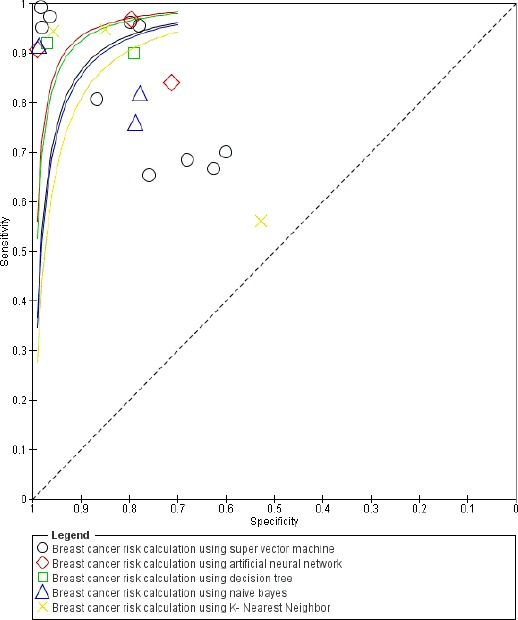 1
0.9
0.8
0.7
0.6
0.5
0.4
0.3
0.2
0.1
0
Sensitivity
1 0.9 0.8 0.7 0.6 0.5 0.4 0.3 0.2 0.1 0
Specificity
Legend
Breast cancer risk calculation using super vector machine
Breast cancer risk calculation using artificial neural network
Breast cancer risk calculation using decision tree
Breast cancer risk calculation using naive bayes
Breast cancer risk calculation using K- Nearest Neighbor